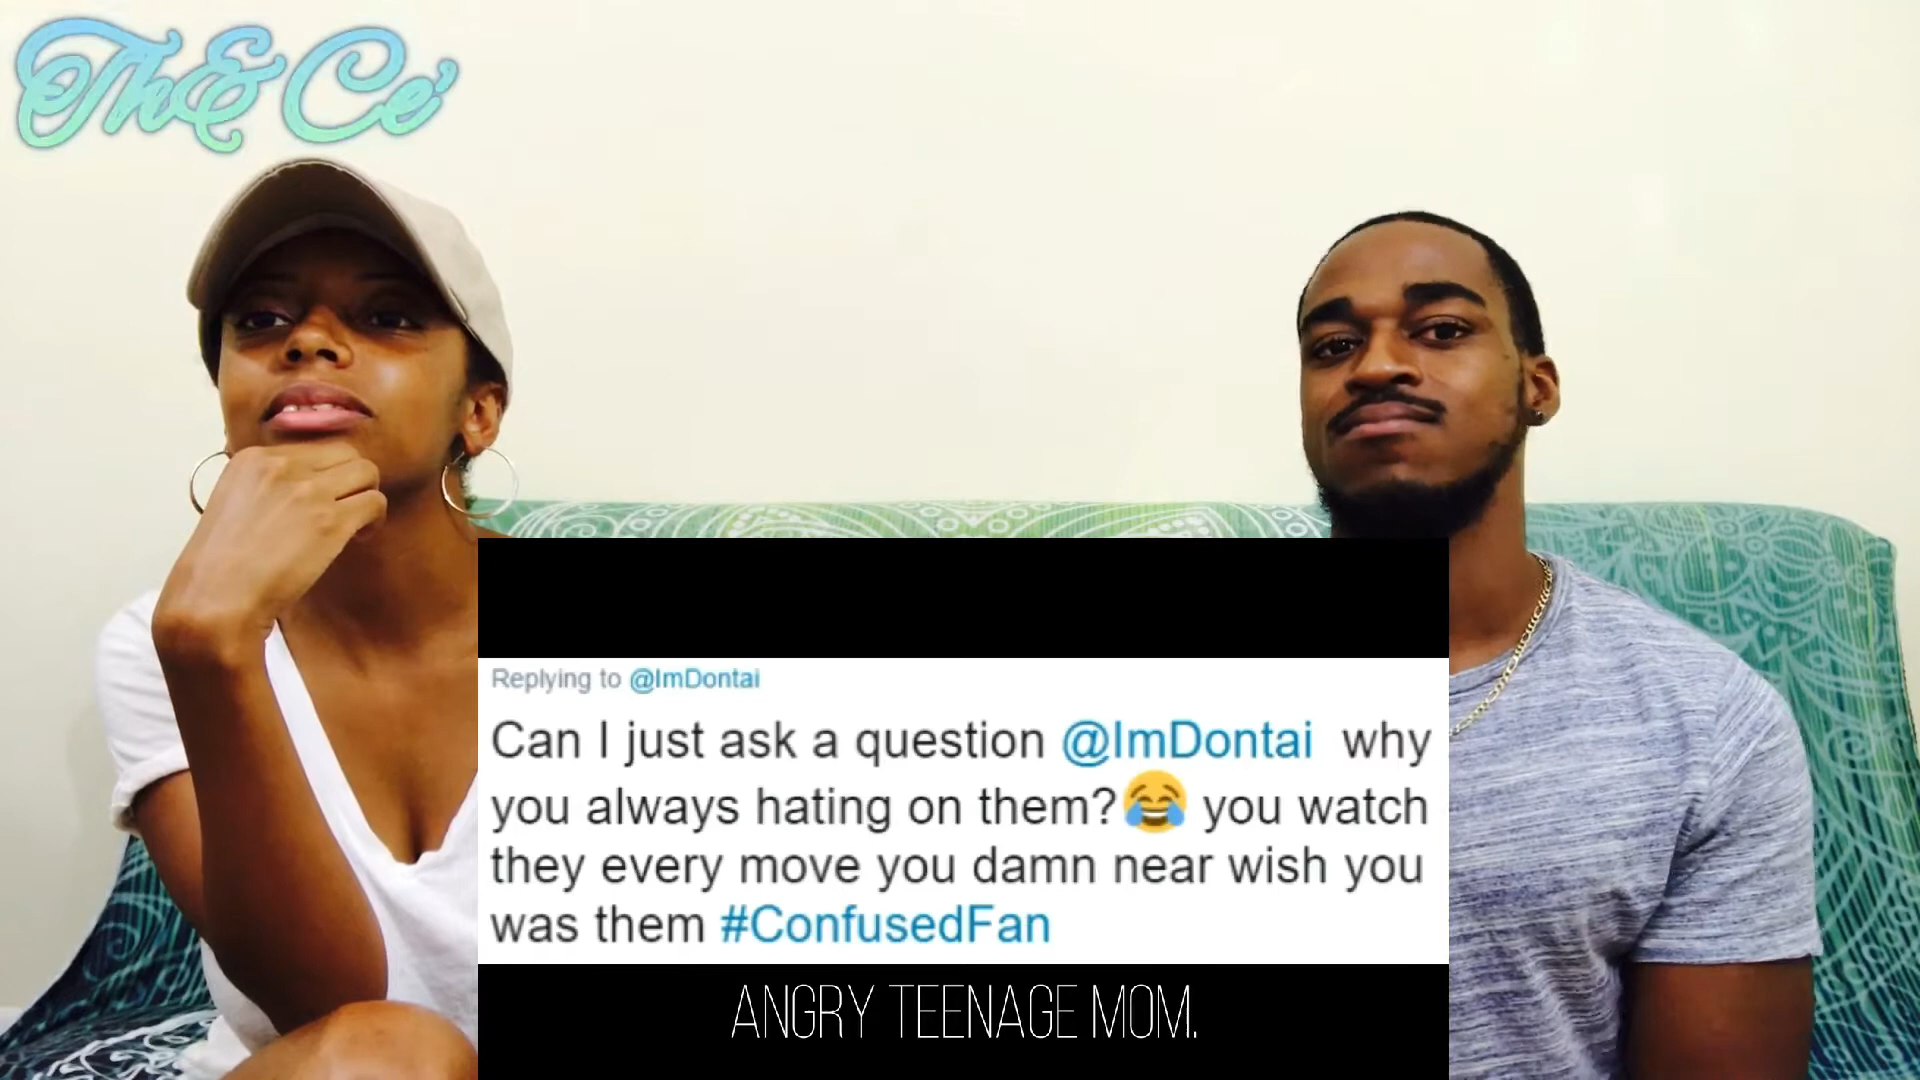 Th&Ce'
Replying to @ImDontai
Can I just ask a question @ImDontai why
you always hating on them?😂 you watch
they every move you damn near wish you
was them #ConfusedFan
ANGRY TEENAGE MOM.